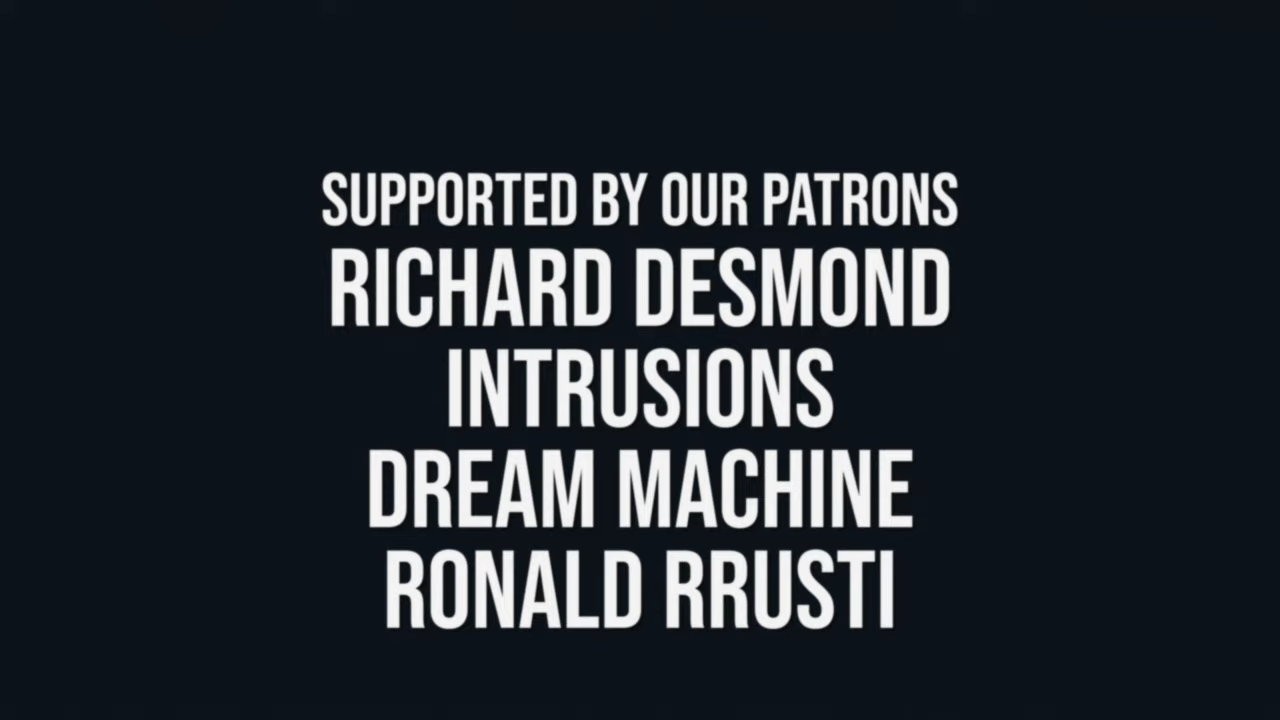 SUPPORTED BY OUR PATRONS
RICHARD DESMOND
INTRUSIONS
DREAM MACHINE
RONALD RRUSTI